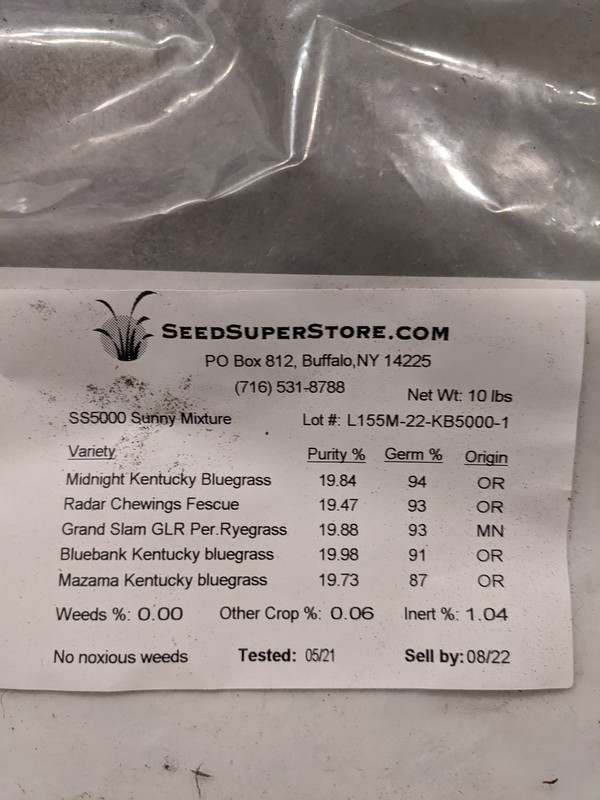 SEEDSUPERSTORE.COM
PO Box 812, Buffalo,NY 14225
(716) 531-8788
Net Wt: 10 lbs
SS5000 Sunny Mixture Lot #: L155M-22-KB5000-1
Variety Purity % Germ % Origin
Midnight Kentucky Bluegrass 19.84 94 OR
Radar Chewings Fescue 19.47 93 OR
Grand Slam GLR Per.Ryegrass 19.88 93 MN
Bluebank Kentucky bluegrass 19.98 91 OR
Mazama Kentucky bluegrass 19.73 87 OR
Weeds %: 0.00 Other Crop %: 0.06 Inert %: 1.04
No noxious weeds Tested: 05/21 Sell by: 08/22